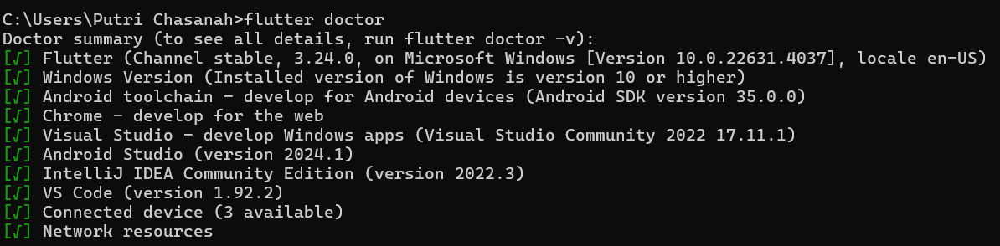 C:\Users\Putri Chasanah>flutter doctor
Doctor summary (to see all details, run flutter doctor -v):
[√] Flutter (Channel stable, 3.24.0, on Microsoft Windows [Version 10.0.22631.4037], locale en-US)
[√] Windows Version (Installed version of Windows is version 10 or higher)
[√] Android toolchain - develop for Android devices (Android SDK version 35.0.0)
[√] Chrome - develop for the web
[√] Visual Studio - develop Windows apps (Visual Studio Community 2022 17.11.1)
[√] Android Studio (version 2024.1)
[√] IntelliJ IDEA Community Edition (version 2022.3)
[√] VS Code (version 1.92.2)
[√] Connected device (3 available)
[√] Network resources